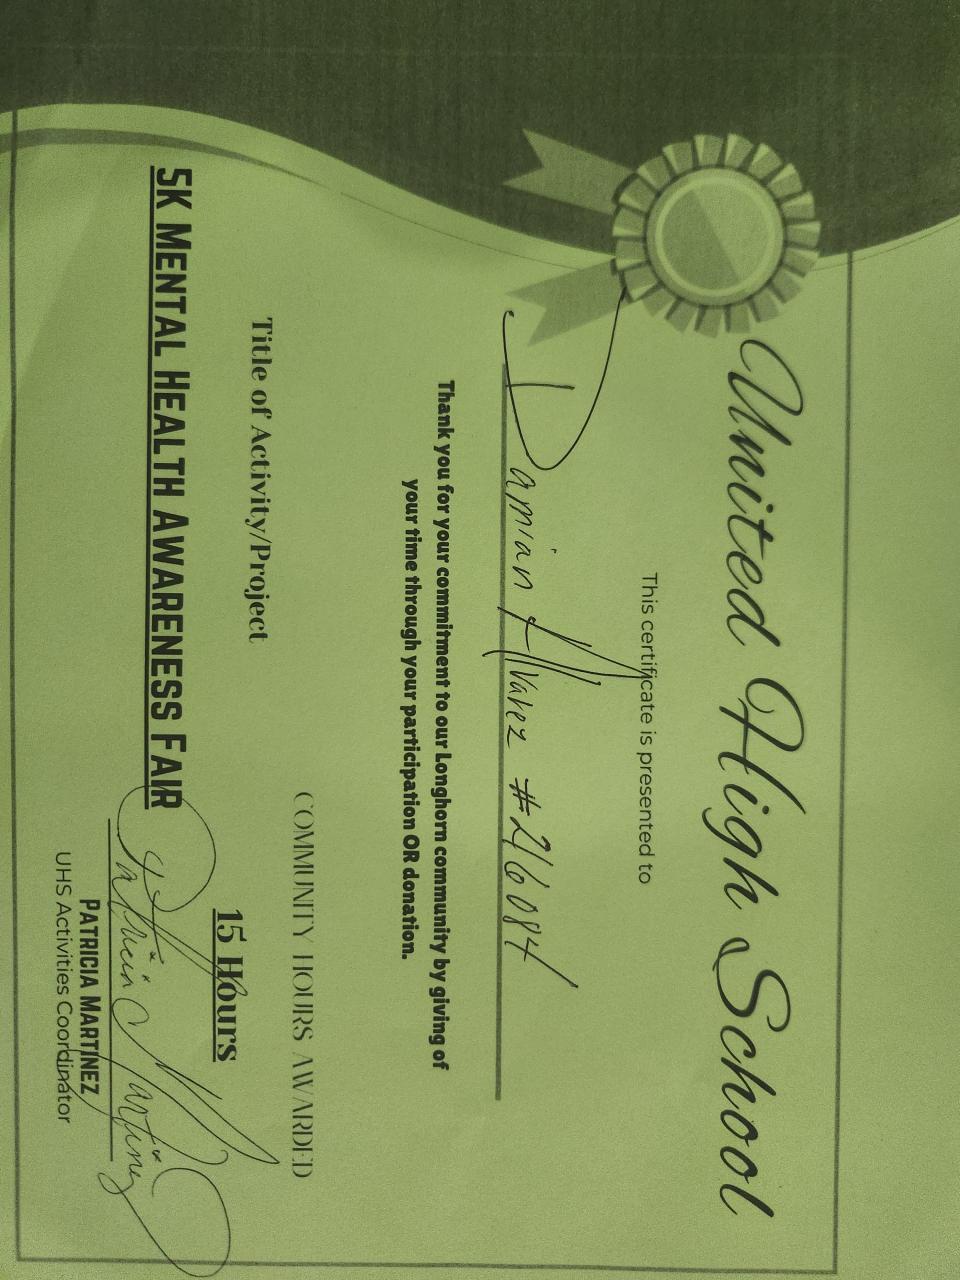 United High School
This certificate is presented to
Damian Alvarez #26084
Thank you for your commitment to our Longhorn community by giving of
your time through your participation OR donation.
COMMUNITY HOURS AWARDED
Title of Activity/Project
15 Hours
5K MENTAL HEALTH AWARENESS FAIR
Patricia Martinez
PATRICIA MARTINEZ
UHS Activities Coordinator